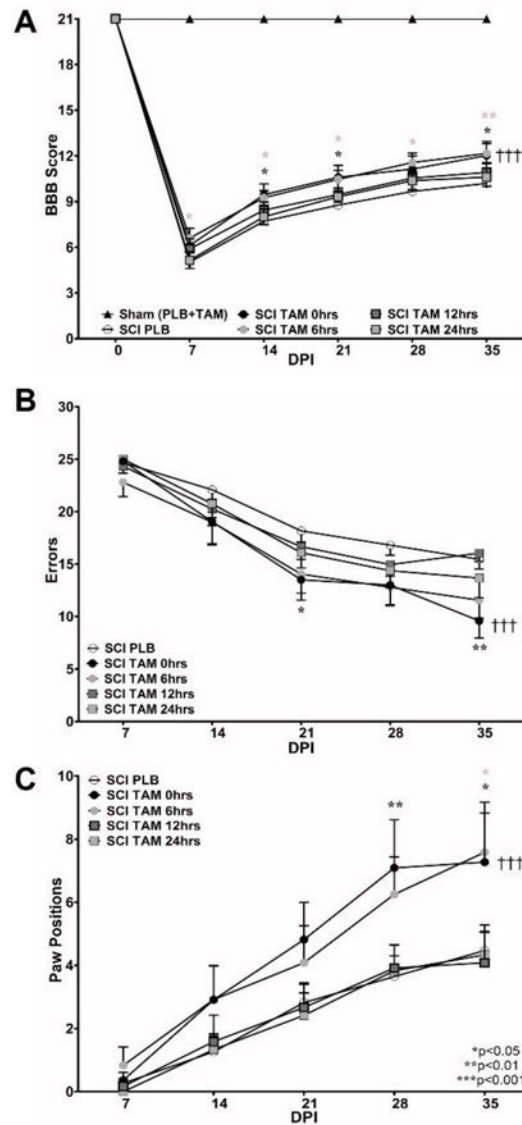 A
21
18
15
12
9
6
3
0
BBB Score
* *
* * * * *
* * * †††
Sham (PLB+TAM) SCI TAM 0hrs SCI TAM 12hrs
SCI PLB SCI TAM 6hrs SCI TAM 24hrs
0 7 14 21 28 35
DPI
B
30
25
20
15
10
5
0
Errors
†††
*
**
SCI PLB
SCI TAM 0hrs
SCI TAM 6hrs
SCI TAM 12hrs
SCI TAM 24hrs
7 14 21 28 35
DPI
C
10
8
6
4
2
0
Paw Positions
SCI PLB
SCI TAM 0hrs
SCI TAM 6hrs
SCI TAM 12hrs
SCI TAM 24hrs
*
** *
†††
*p<0.05
**p<0.01
***p<0.001
7 14 21 28 35
DPI